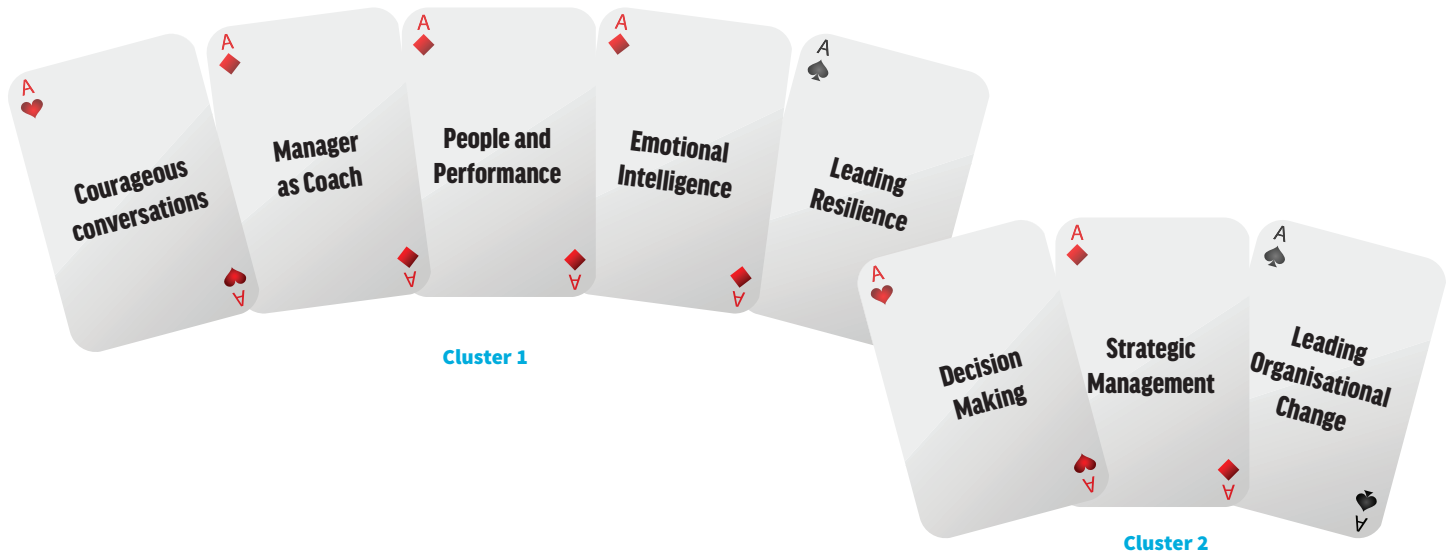 A
Courageous
conversations
A
A
Manager
as Coach
A
A
People and
Performance
A
A
Emotional
Intelligence
A
A
Leading
Resilience
Cluster 1
A
Decision
Making
A
A
Strategic
Management
A
A
Leading
Organisational
Change
A
Cluster 2